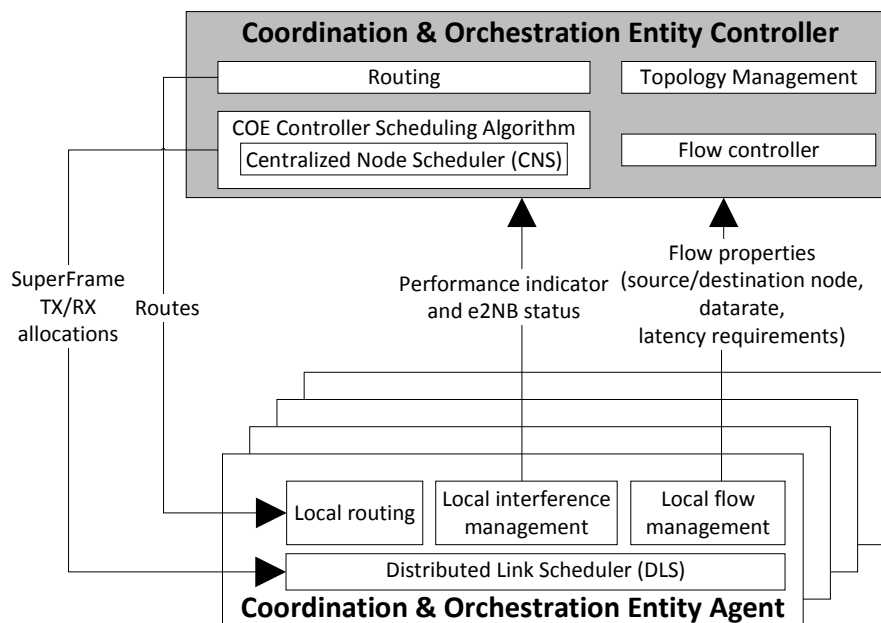 Coordination & Orchestration Entity Controller
Routing
Topology Management
COE Controller Scheduling Algorithm
Centralized Node Scheduler (CNS)
Flow controller
SuperFrame
TX/RX
allocations
Routes
Performance indicator
and e2NB status
Flow properties
(source/destination node,
datarate,
latency requirements)
Local routing
Local interference
management
Local flow
management
Distributed Link Scheduler (DLS)
Coordination & Orchestration Entity Agent